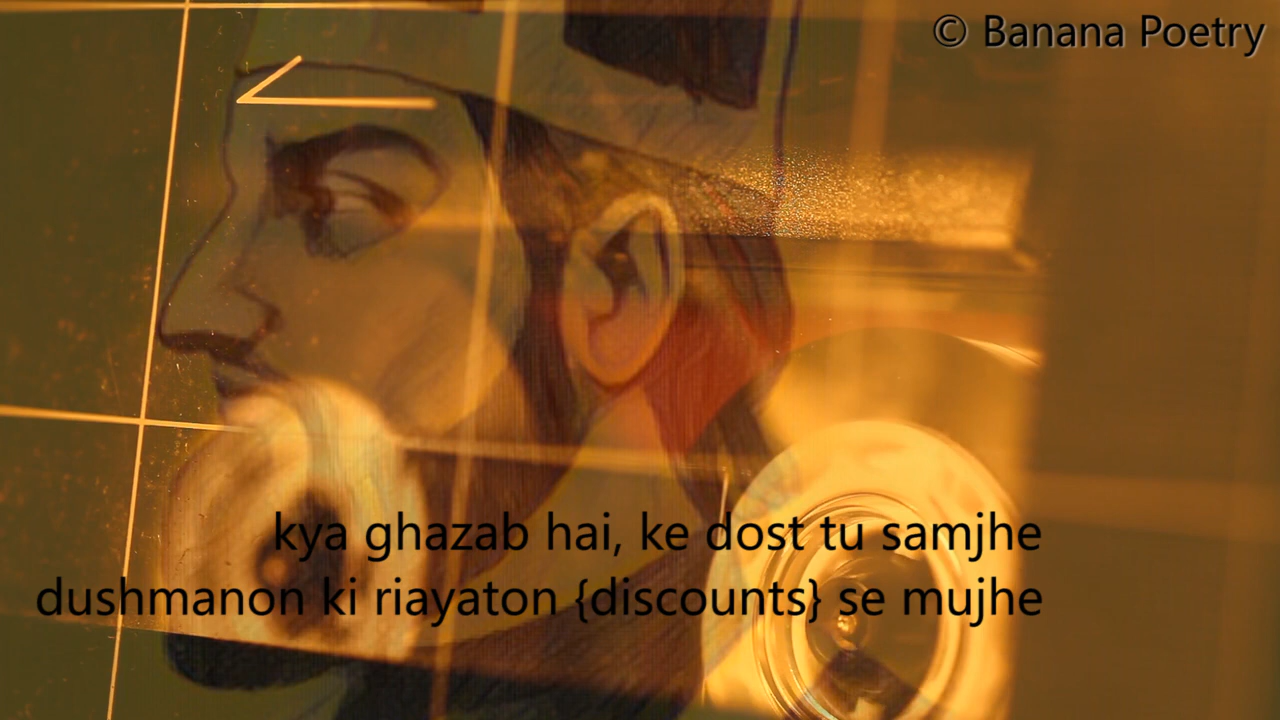 © Banana Poetry
kya ghazab hai, ke dost tu samjhe
dushmanon ki riayaton {discounts} se mujhe